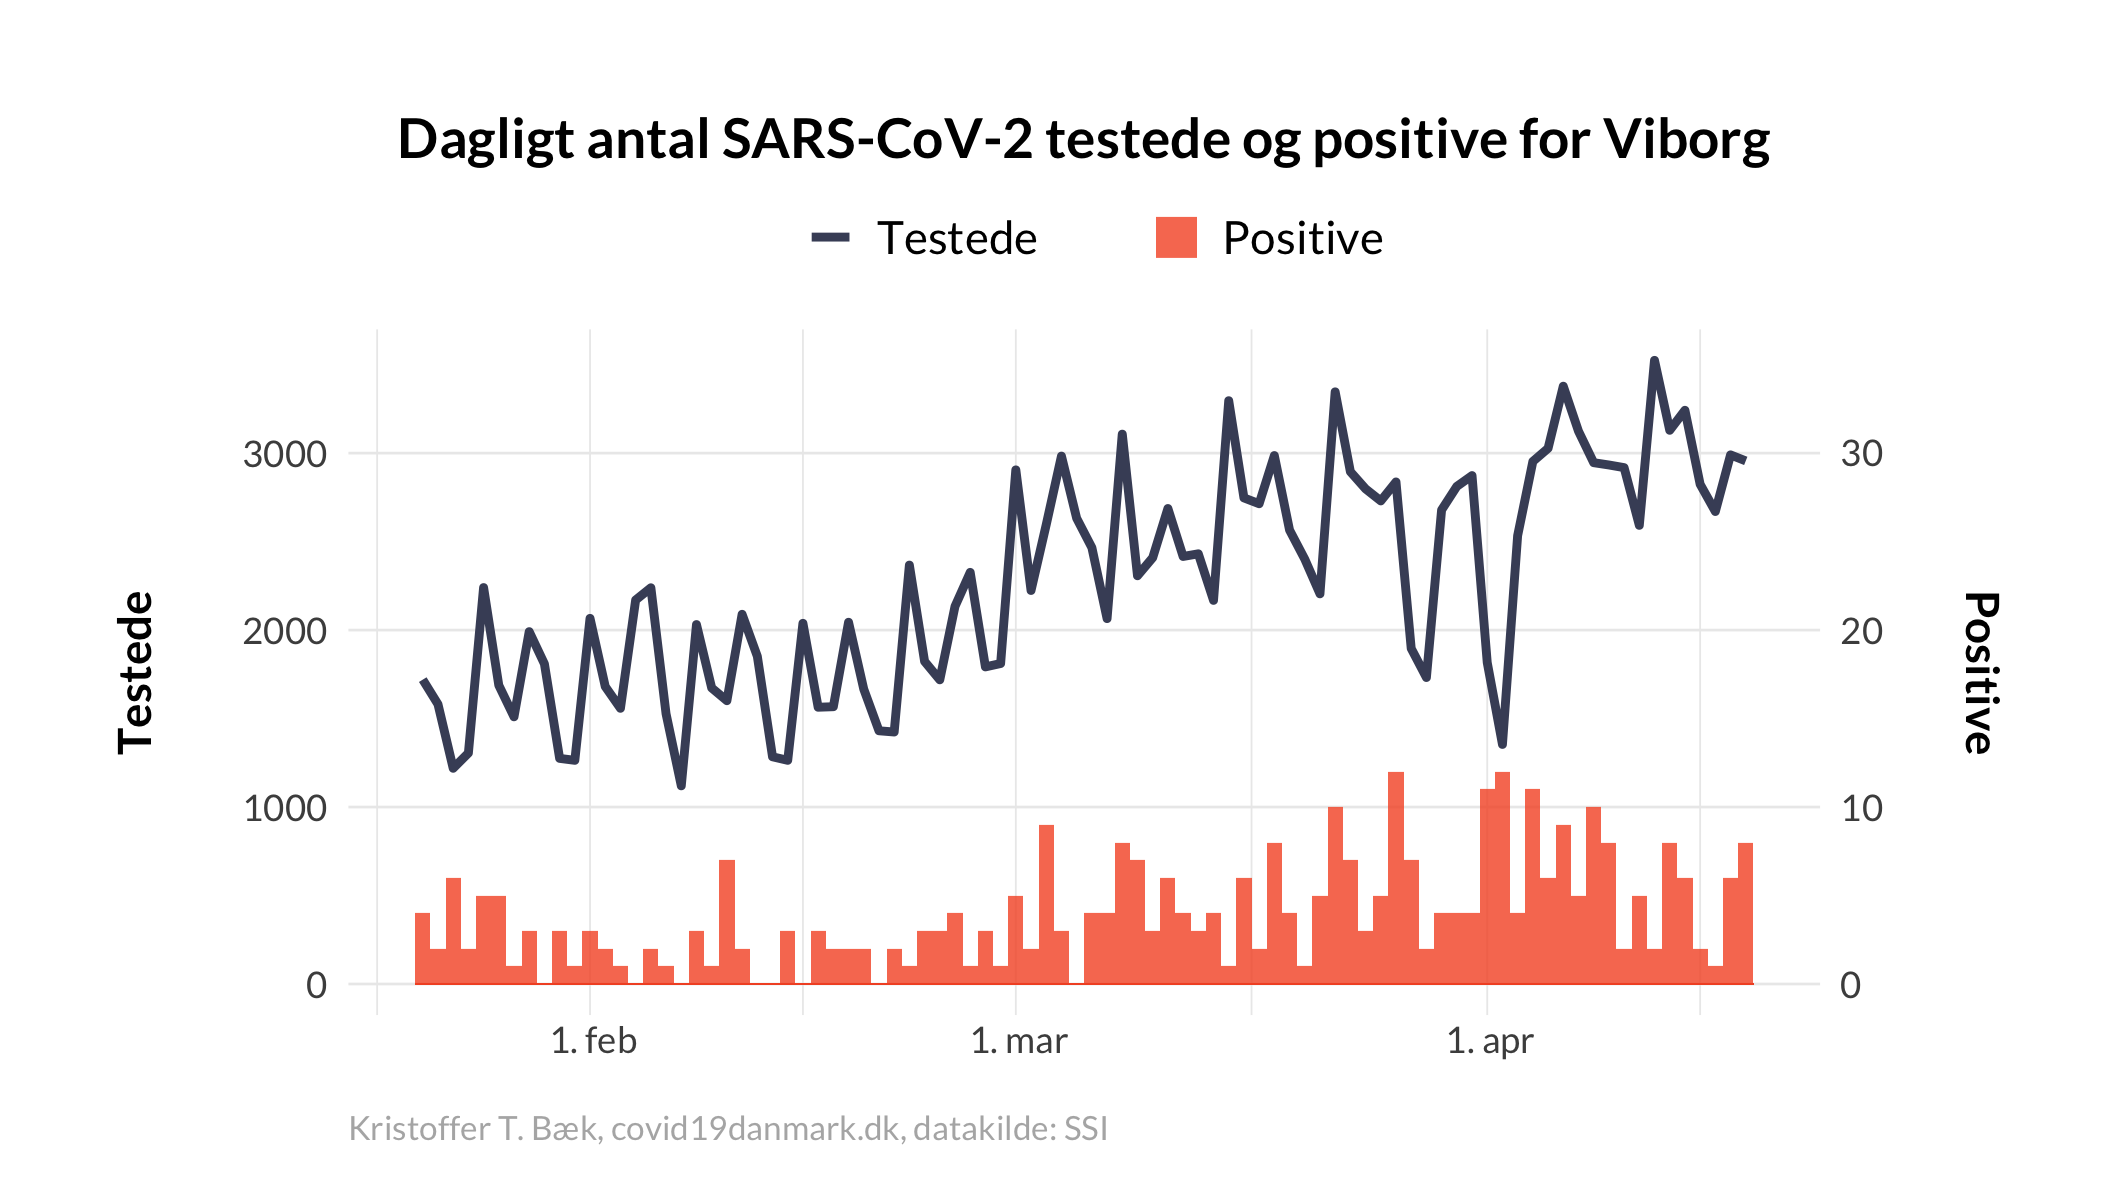 Dagligt antal SARS-CoV-2 testede og positive for Viborg
Testede Positive
3000 30
2000 20
1000 10
0 0
Testede
Positive
1. feb 1. mar 1. apr
Kristoffer T. Bæk, covid19danmark.dk, datakilde: SSI